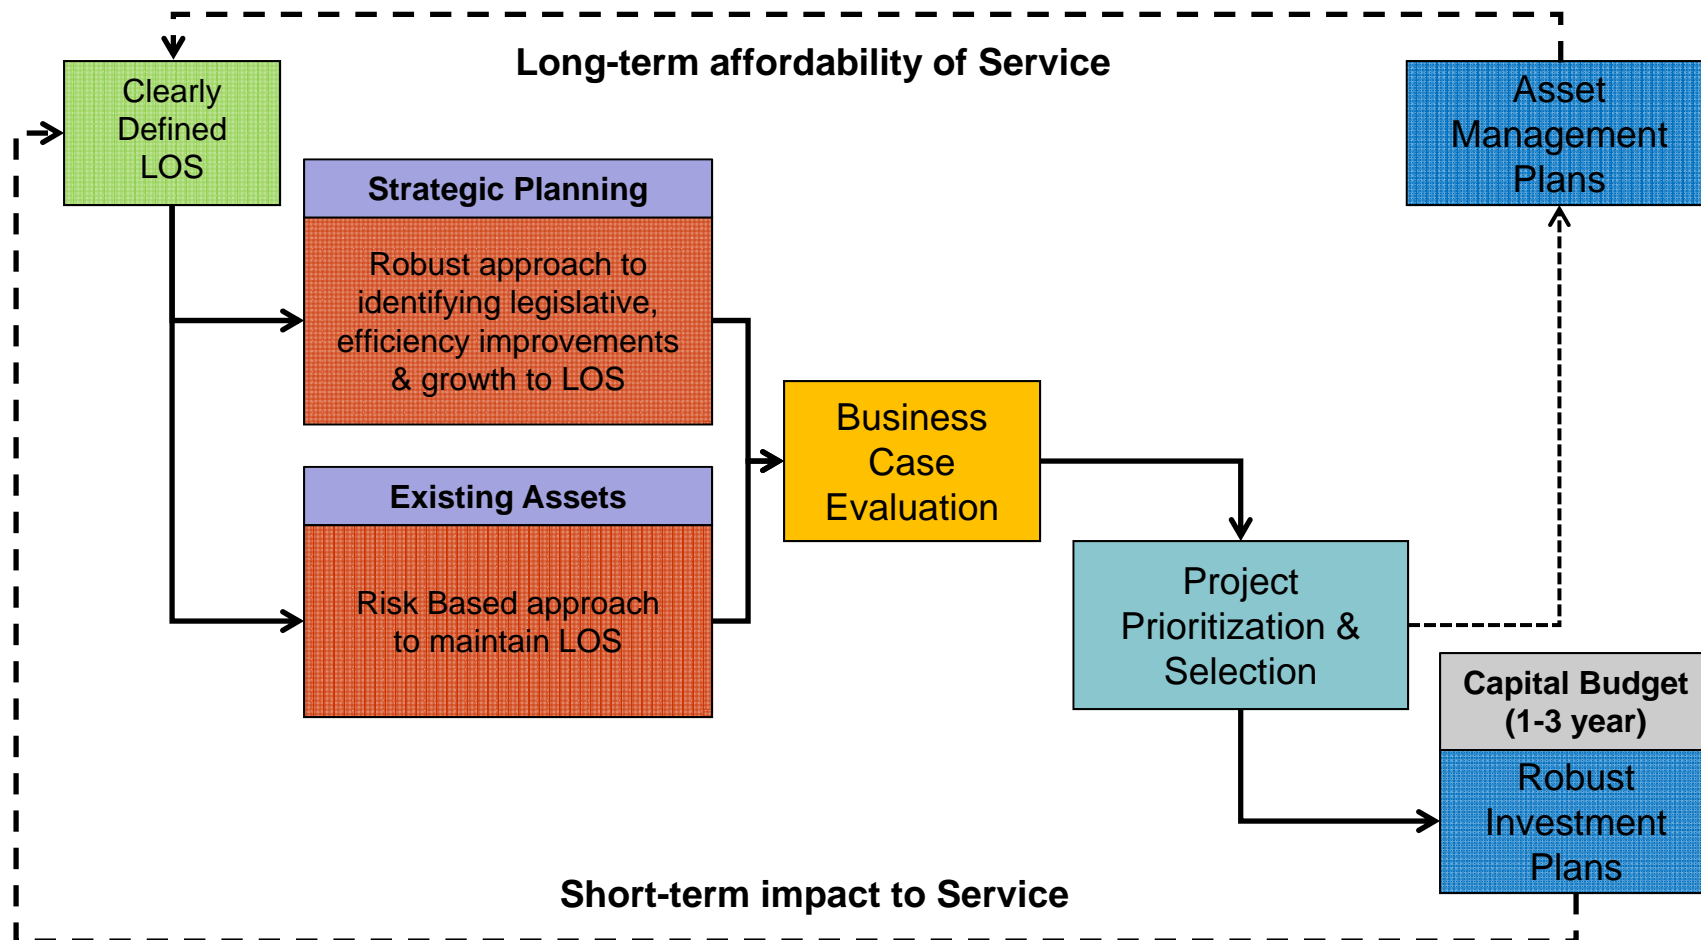 Long-term affordability of Service
Clearly
Defined
LOS
Asset
Management
Plans
Strategic Planning
Robust approach to
identifying legislative,
efficiency improvements
& growth to LOS
Existing Assets
Risk Based approach
to maintain LOS
Business
Case
Evaluation
Project
Prioritization &
Selection
Capital Budget
(1-3 year)
Robust
Investment
Plans
Short-term impact to Service